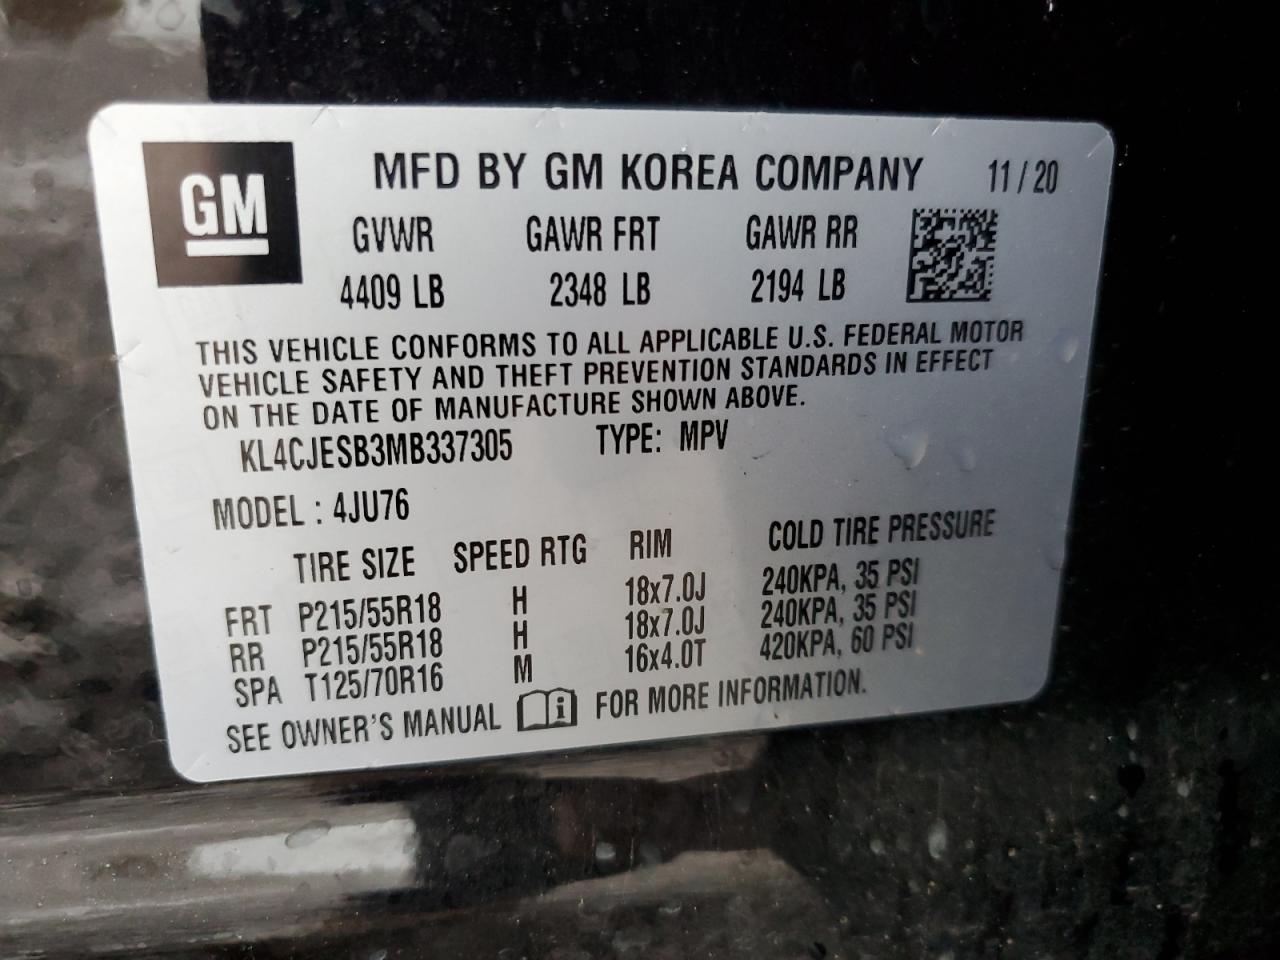 GM
MFD BY GM KOREA COMPANY 11/20
GVWR GAWR FRT GAWR RR
4409 LB 2348 LB 2194 LB
THIS VEHICLE CONFORMS TO ALL APPLICABLE U.S. FEDERAL MOTOR
VEHICLE SAFETY AND THEFT PREVENTION STANDARDS IN EFFECT
ON THE DATE OF MANUFACTURE SHOWN ABOVE.
KL4CJESB3MB337305 TYPE: MPV
MODEL : 4JU76
TIRE SIZE SPEED RTG RIM COLD TIRE PRESSURE
FRT P215/55R18 H 18x7.0J 240KPA, 35 PSI
RR P215/55R18 H 18x7.0J 240KPA, 35 PSI
SPA T125/70R16 M 16x4.0T 420KPA, 60 PSI
SEE OWNER'S MANUAL i FOR MORE INFORMATION.